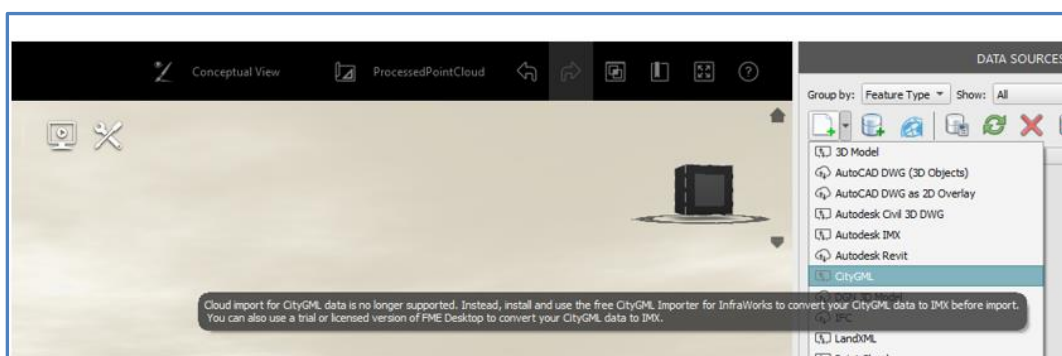 DATA SOURCES
Conceptual View
ProcessedPointCloud
Group by: Feature Type Show: All
3D Model
AutoCAD DWG (3D Objects)
AutoCAD DWG as 2D Overlay
Autodesk Civil 3D DWG
Autodesk IMX
Autodesk Revit
CityGML
Cloud import for CityGML data is no longer supported. Instead, install and use the free CityGML Importer for InfraWorks to convert your CityGML data to IMX before import.
You can also use a trial or licensed version of FME Desktop to convert your CityGML data to IMX.
IFC
LandXML